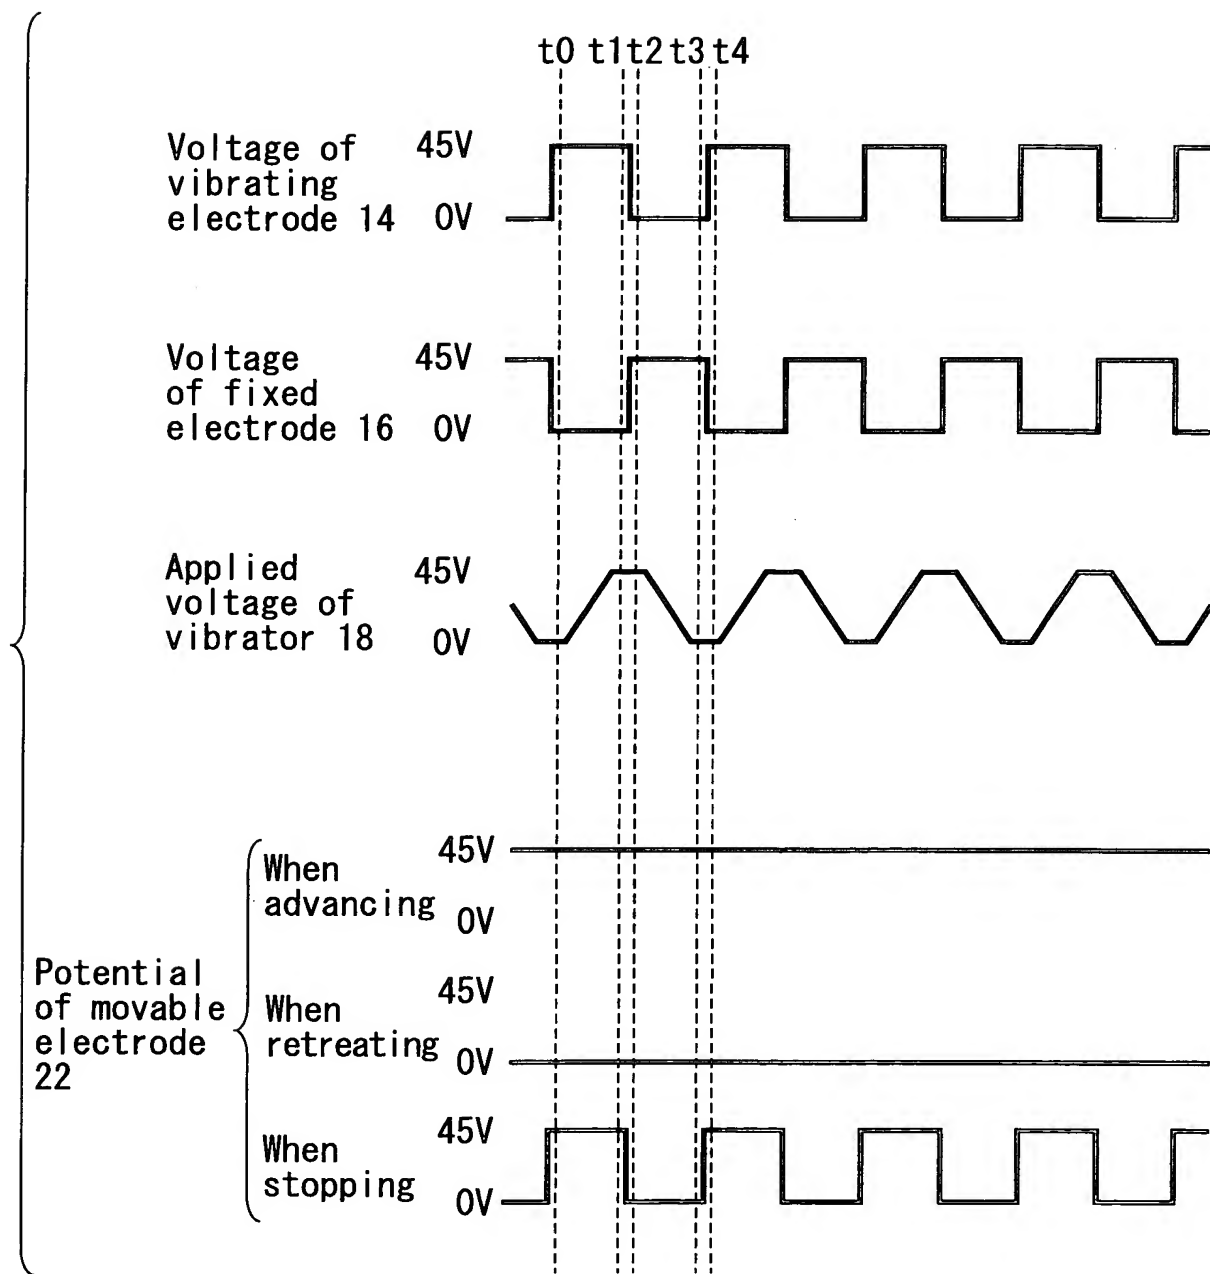 t0 t1 t2 t3 t4
Voltage of
vibrating
electrode 14
45V
0V
Voltage
of fixed
electrode 16
45V
0V
Applied
voltage of
vibrator 18
45V
0V
Potential
of movable
electrode
22
When
advancing
45V
0V
When
retreating
45V
0V
When
stopping
45V
0V